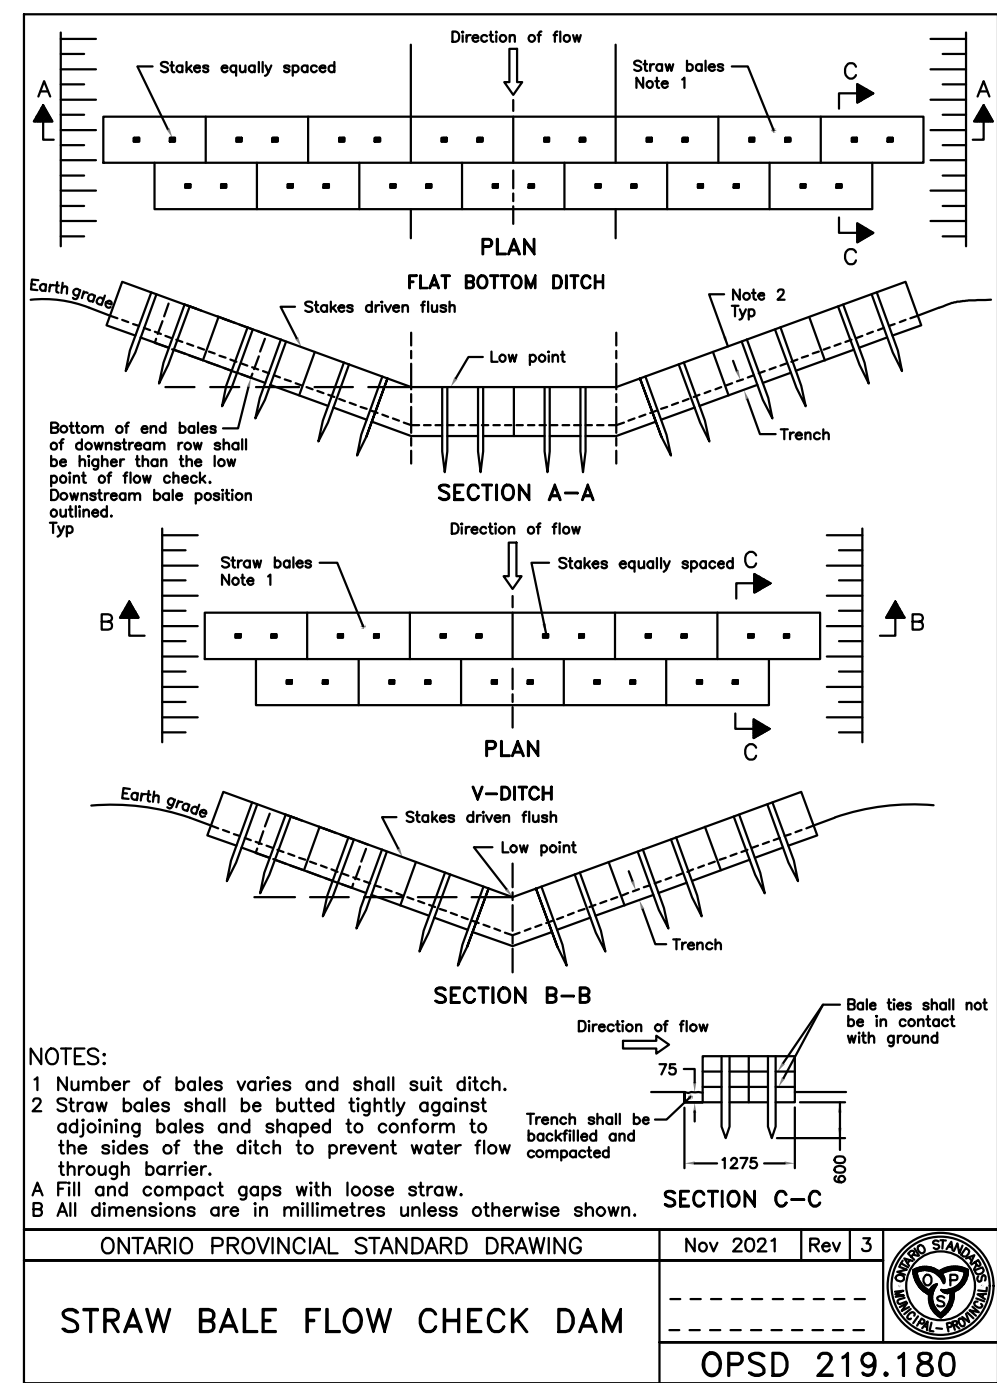 Direction of flow
Stakes equally spaced
Straw bales
Note 1
C
A
A
C
PLAN
FLAT BOTTOM DITCH
Earth grade
Stakes driven flush
Note 2
Typ
Low point
Bottom of end bales
of downstream row shall
be higher than the low
point of flow check.
Downstream bale position
outlined.
Typ
Trench
SECTION A-A
Direction of flow
Straw bales
Note 1
Stakes equally spaced
C
B
B
C
PLAN
V-DITCH
Earth grade
Stakes driven flush
Low point
Trench
SECTION B-B
Bale ties shall not
be in contact
with ground
Direction of flow
75
Trench shall be
backfilled and
compacted
1275
600
SECTION C-C
NOTES:
1 Number of bales varies and shall suit ditch.
2 Straw bales shall be butted tightly against
adjoining bales and shaped to conform to
the sides of the ditch to prevent water flow
through barrier.
A Fill and compact gaps with loose straw.
B All dimensions are in millimetres unless otherwise shown.
ONTARIO PROVINCIAL STANDARD DRAWING
Nov 2021
Rev 3
STRAW BALE FLOW CHECK DAM
ONTARIO STANDARDS
MUNICIPAL-PROVINCIAL
O P S
OPSD 219.180